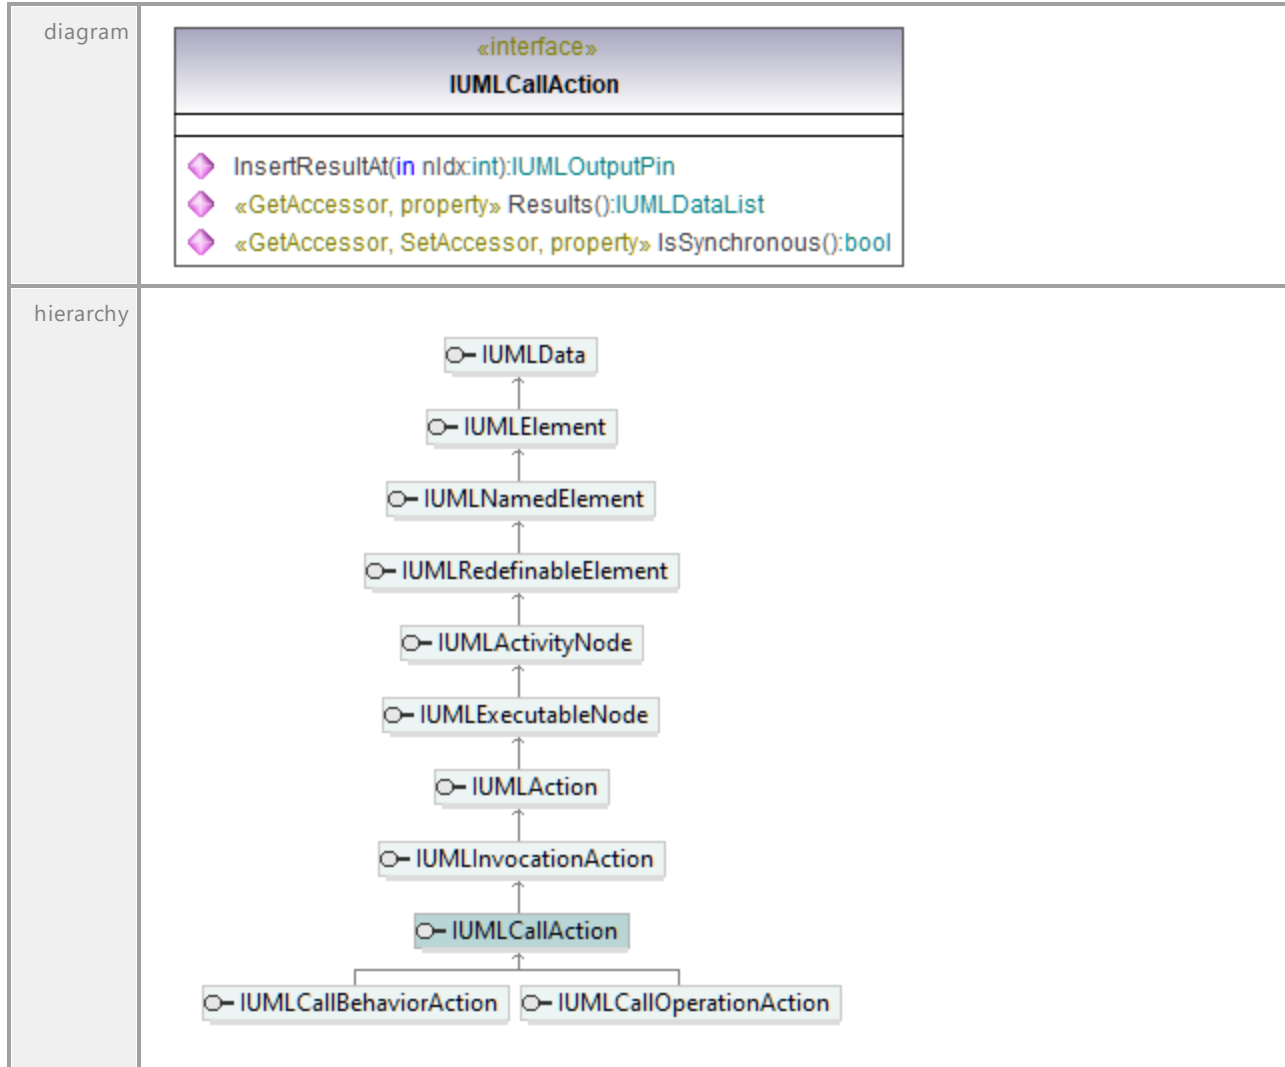 diagram
«interface»
IUMLCallAction
InsertResultAt(in nIdx:int):IUMLOutputPin
«GetAccessor, property» Results():IUMLDataList
«GetAccessor, SetAccessor, property» IsSynchronous():bool
hierarchy
IUMLData
IUMLElement
IUMLNamedElement
IUMLRedefinableElement
IUMLActivityNode
IUMLExecutableNode
IUMLAction
IUMLInvocationAction
IUMLCallAction
IUMLCallBehaviorAction IUMLCallOperationAction